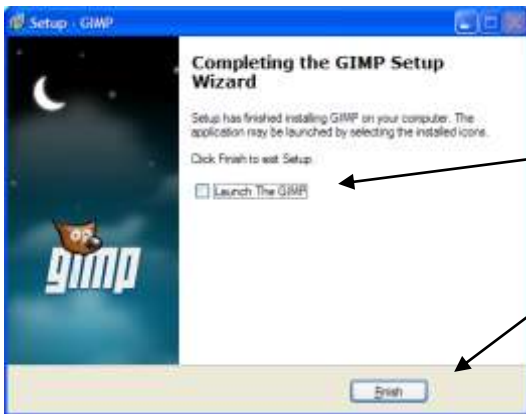 Setup - GIMP
Completing the GIMP Setup
Wizard
Setup has finished installing GIMP on your computer. The
application may be launched by selecting the installed icons.
Click Finish to exit Setup.
Launch The GIMP
gimp
Finish